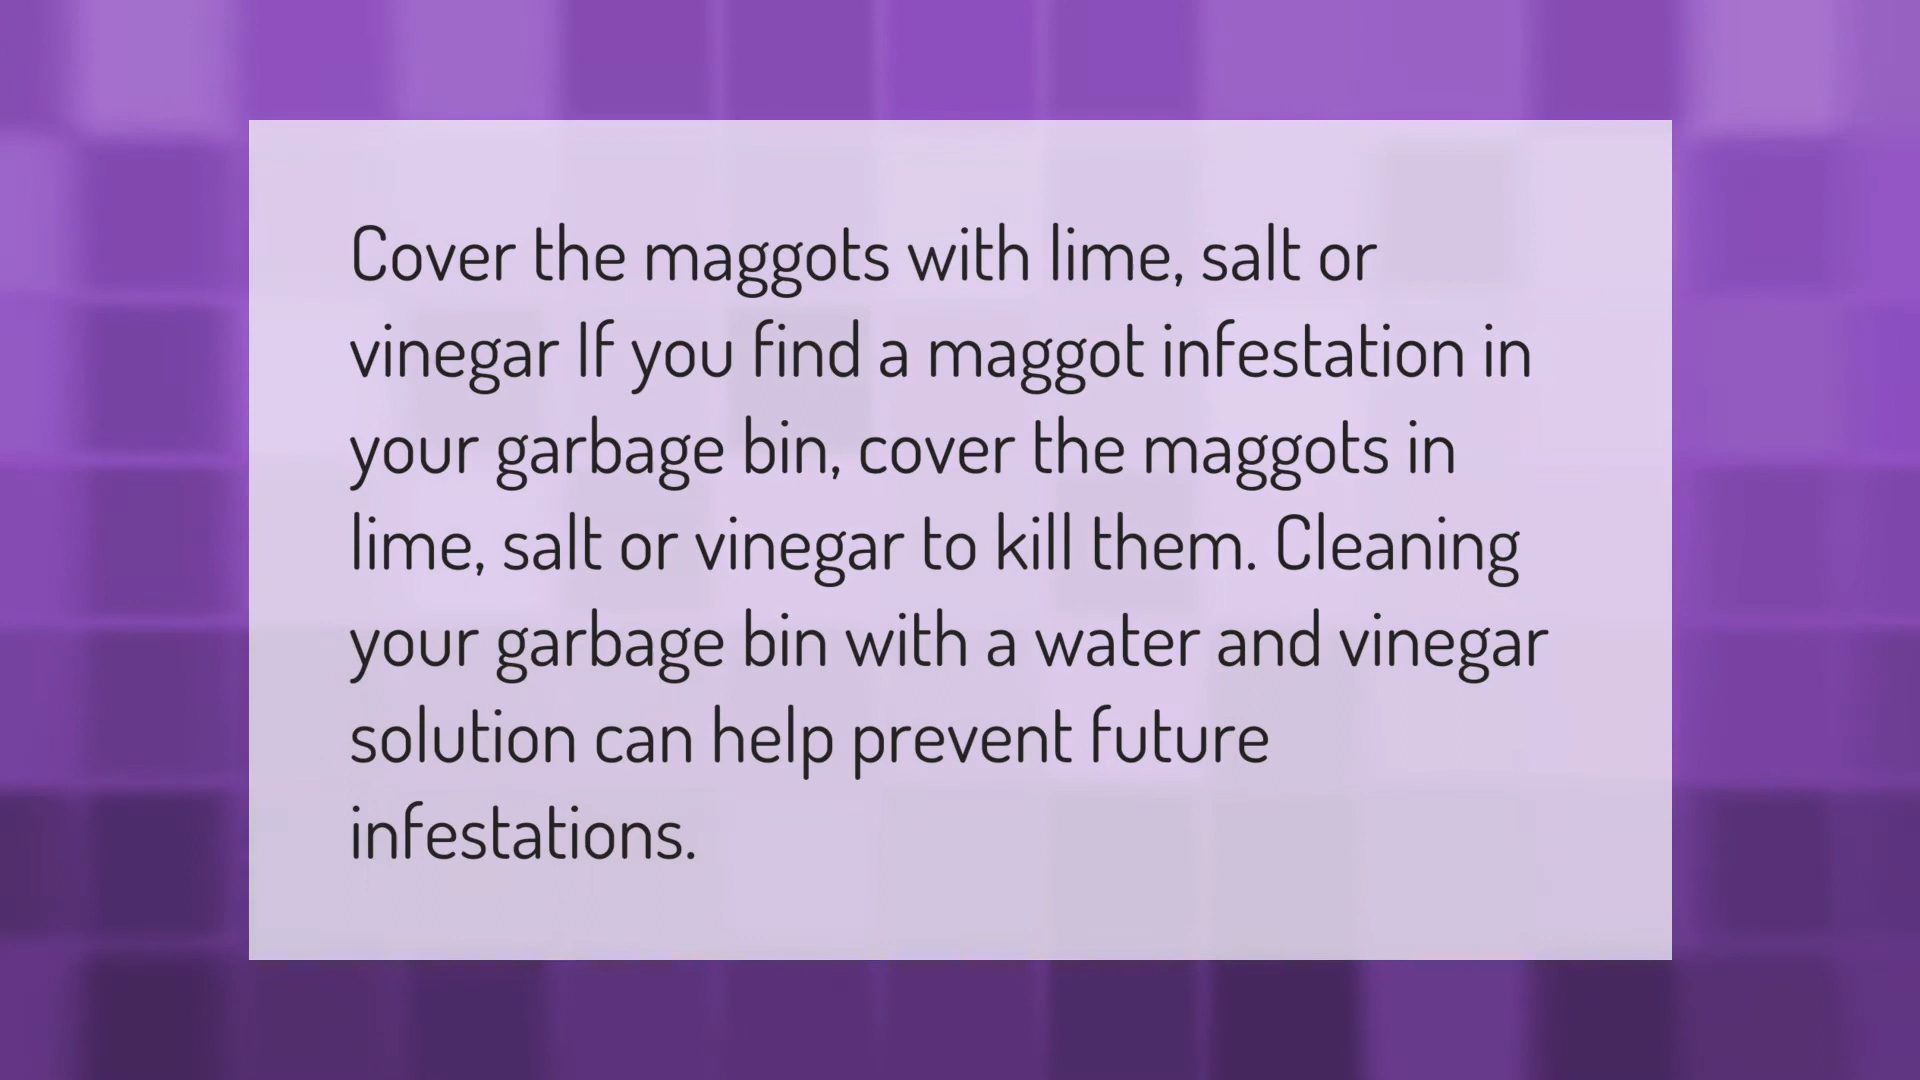 Cover the maggots with lime, salt or
vinegar If you find a maggot infestation in
your garbage bin, cover the maggots in
lime, salt or vinegar to kill them. Cleaning
your garbage bin with a water and vinegar
solution can help prevent future
infestations.